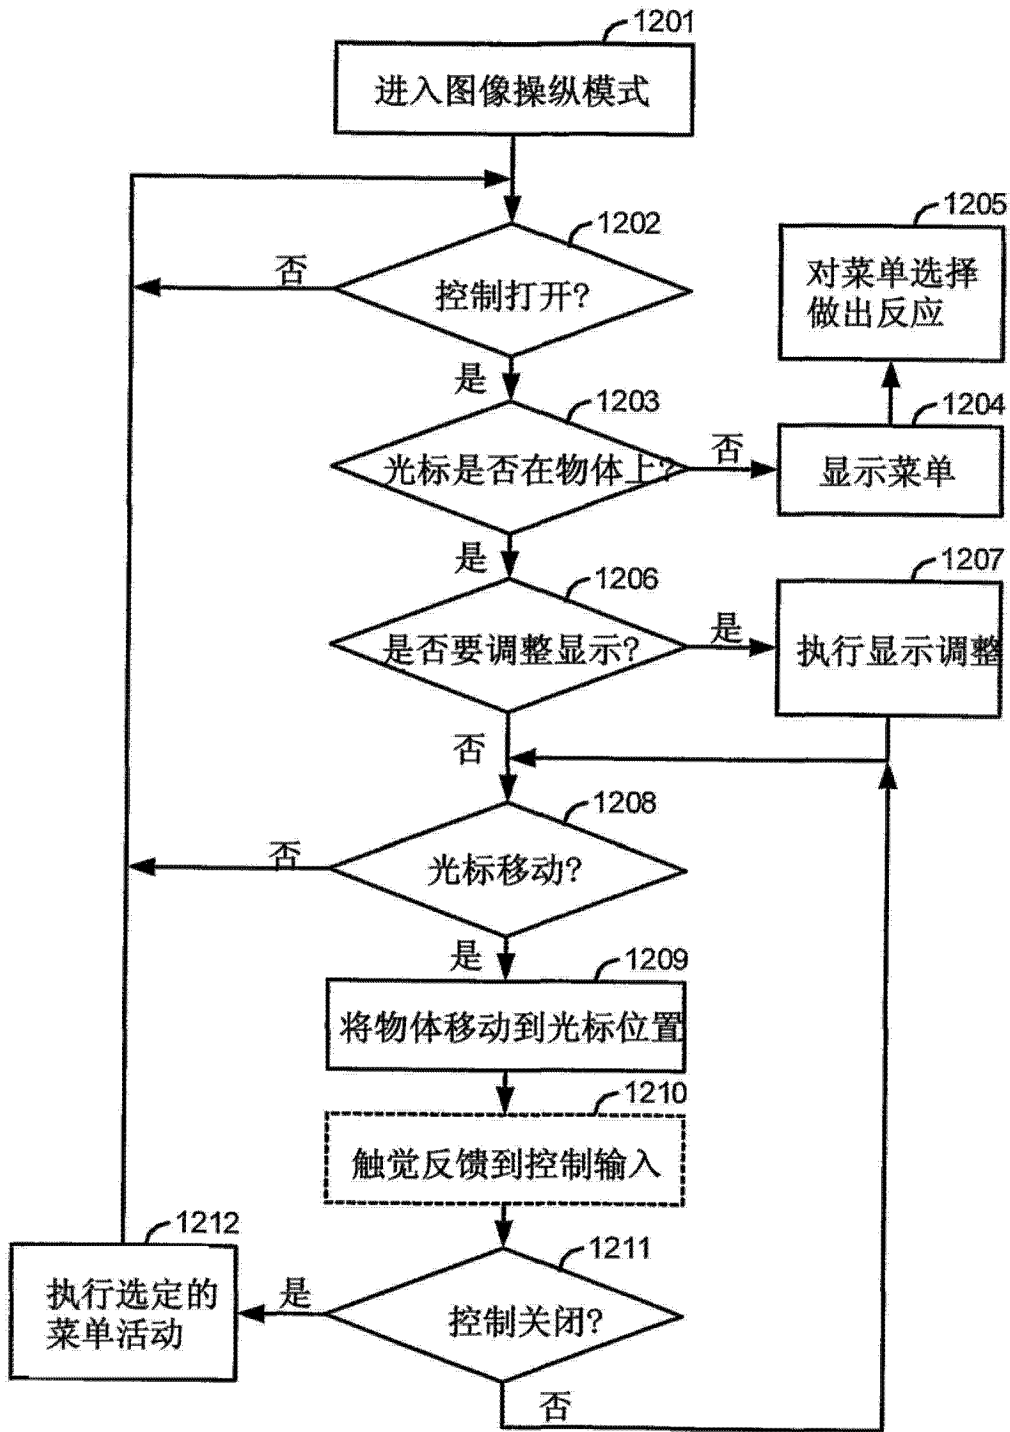 1201
进入图像操纵模式
1202
控制打开?
否
是
1203
光标是否在物体上?
否
1204
显示菜单
1205
对菜单选择
做出反应
是
1206
是否要调整显示?
是
1207
执行显示调整
否
1208
光标移动?
否
是
1209
将物体移动到光标位置
1210
触觉反馈到控制输入
1211
控制关闭?
是
1212
执行选定的
菜单活动
否